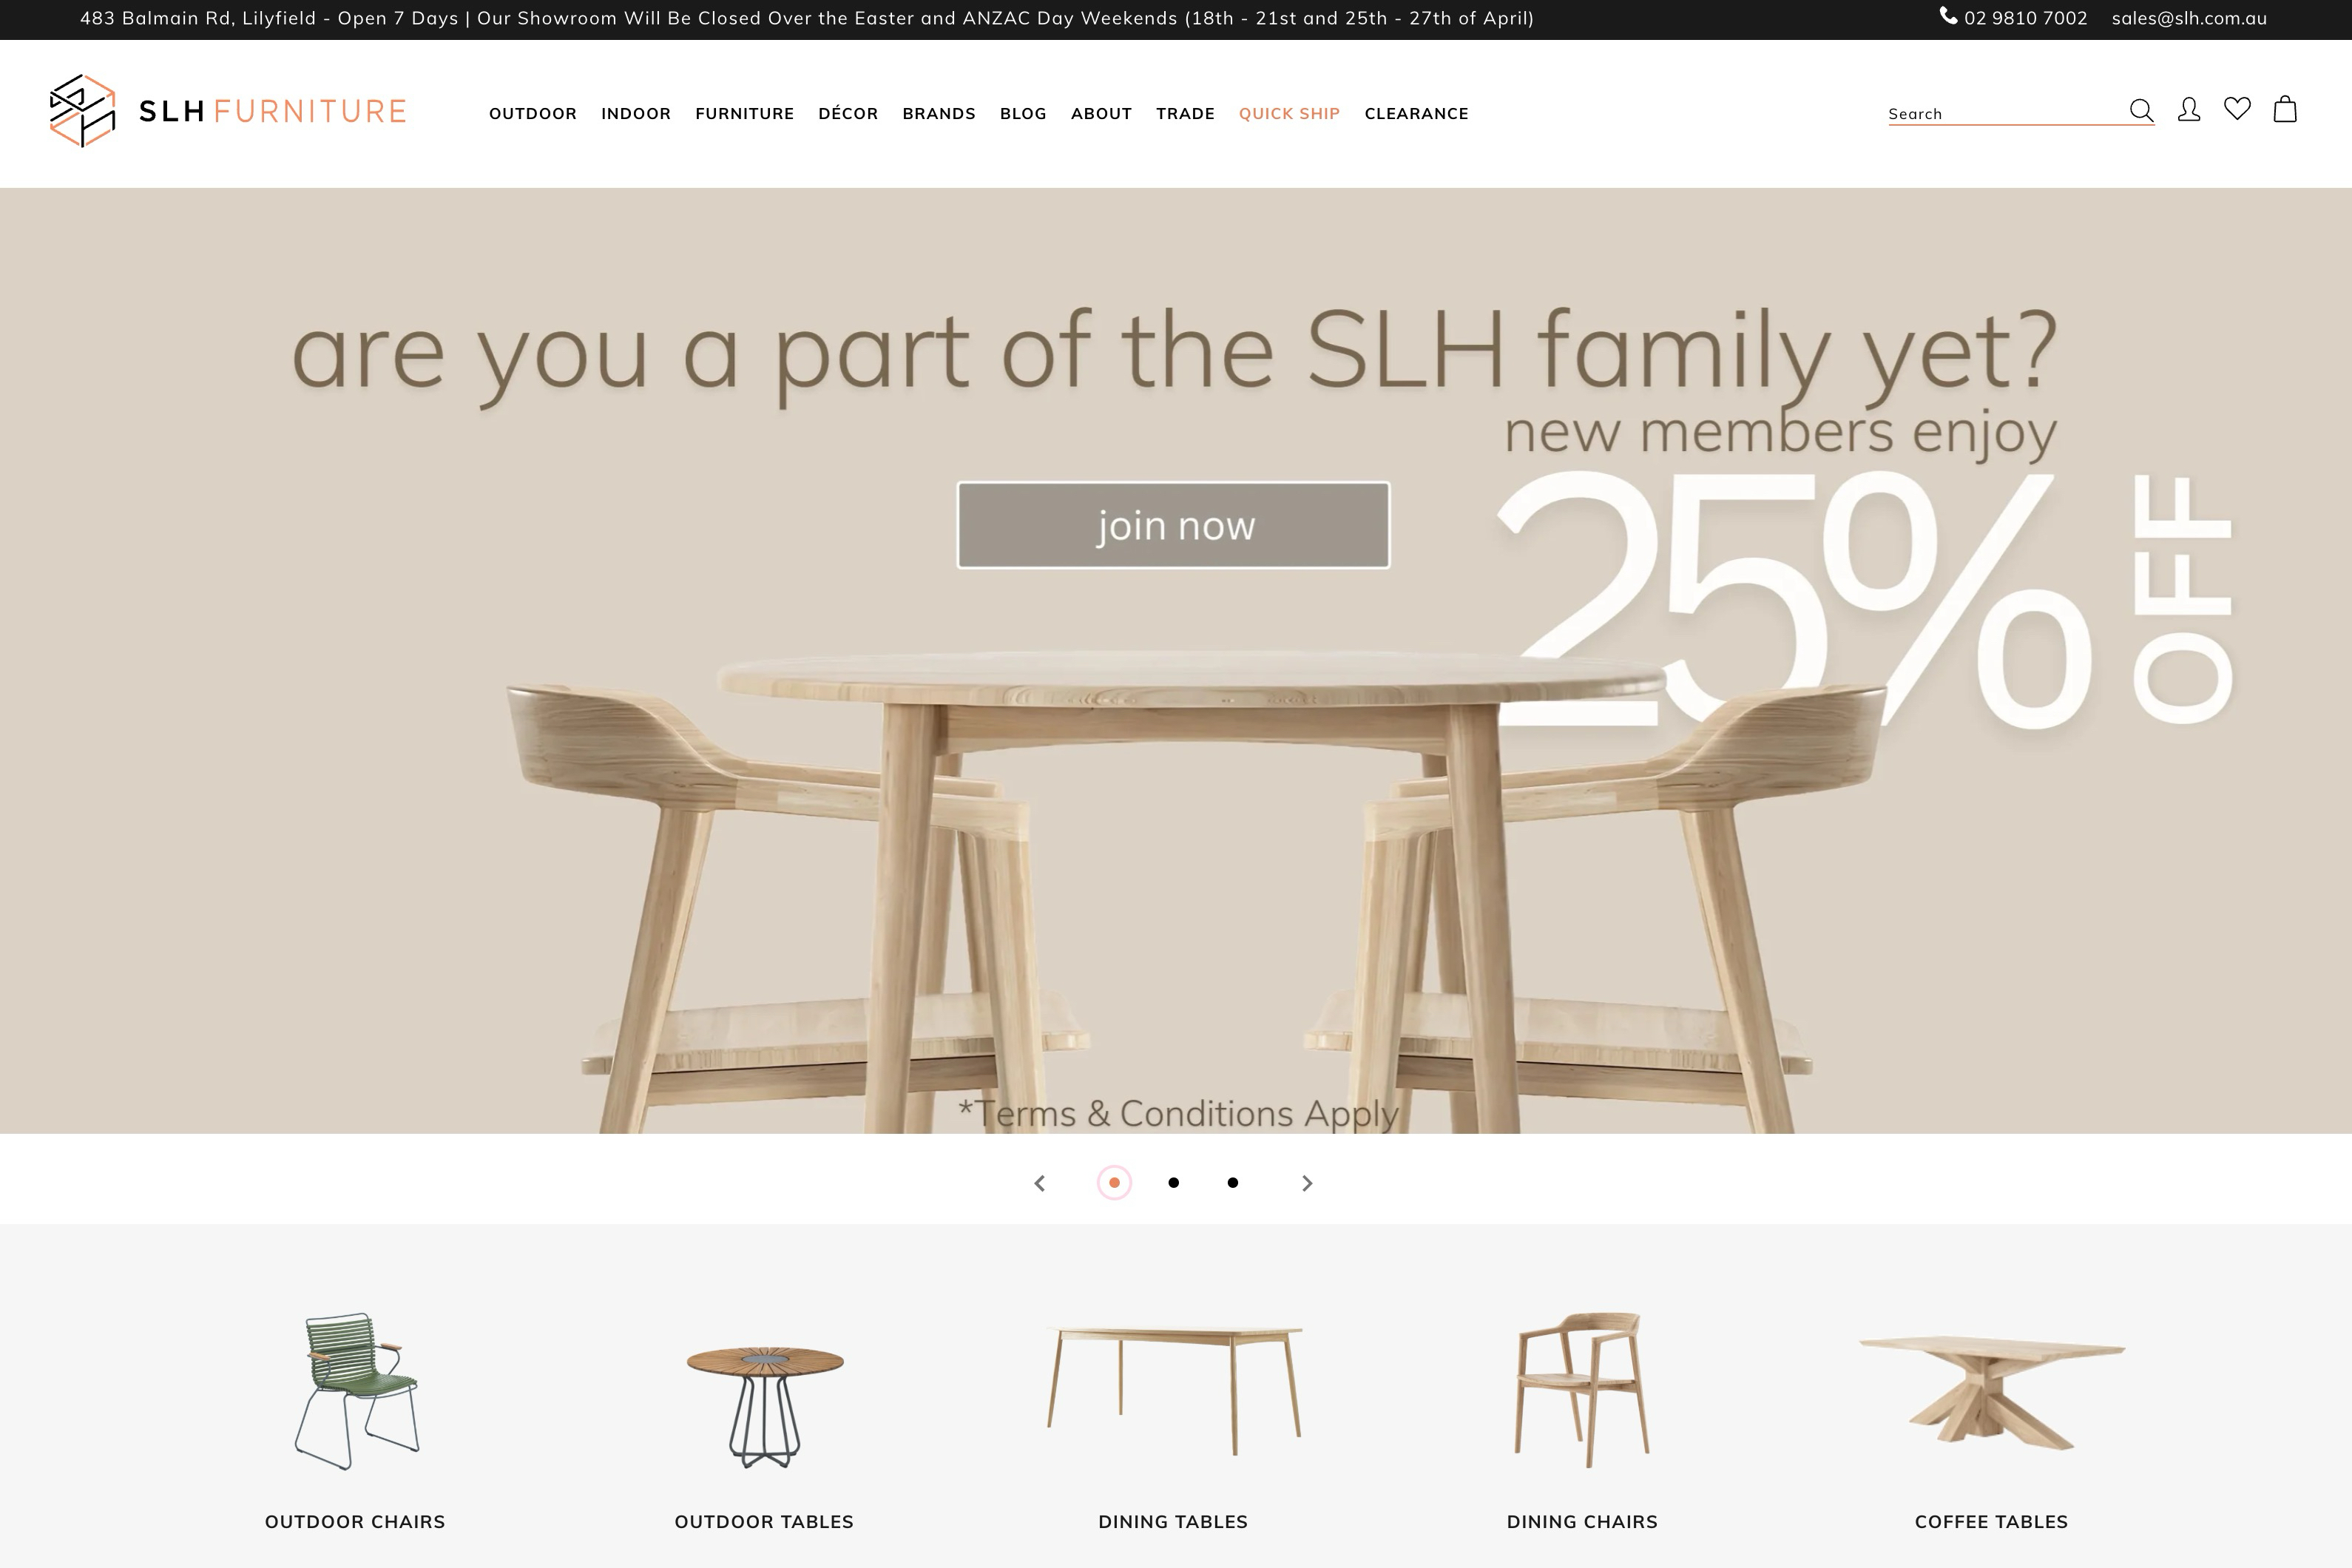 483 Balmain Rd, Lilyfield - Open 7 Days | Our Showroom Will Be Closed Over the Easter and ANZAC Day Weekends (18th - 21st and 25th - 27th of April)
02 9810 7002
sales@slh.com.au
SLH FURNITURE
OUTDOOR INDOOR FURNITURE DÉCOR BRANDS BLOG ABOUT TRADE QUICK SHIP CLEARANCE
Search
are you a part of the SLH family yet?
new members enjoy
25% OFF
join now
*Terms & Conditions Apply
OUTDOOR CHAIRS
OUTDOOR TABLES
DINING TABLES
DINING CHAIRS
COFFEE TABLES